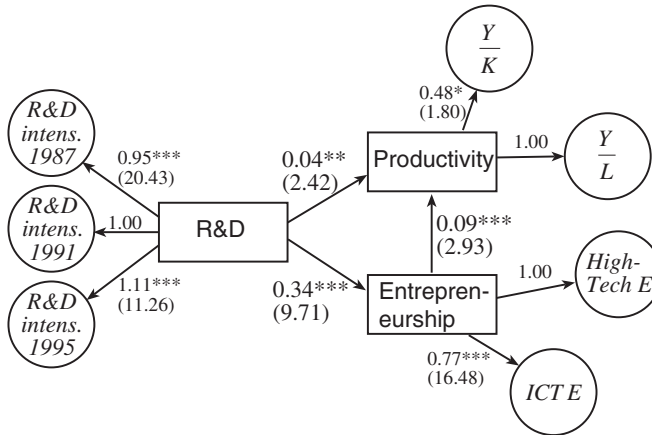 Y
K
0.48*
(1.80)
R&D
intens.
1987
0.95***
(20.43)
0.04**
(2.42)
Productivity
1.00
Y
L
R&D
intens.
1991
1.00
R&D
0.09***
(2.93)
R&D
intens.
1995
1.11***
(11.26)
0.34***
(9.71)
Entrepren-
eurship
1.00
High-
Tech E
0.77***
(16.48)
ICT E